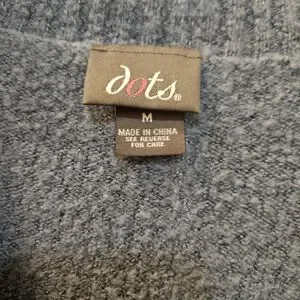 dots®
M
MADE IN CHINA
SEE REVERSE
FOR CARE